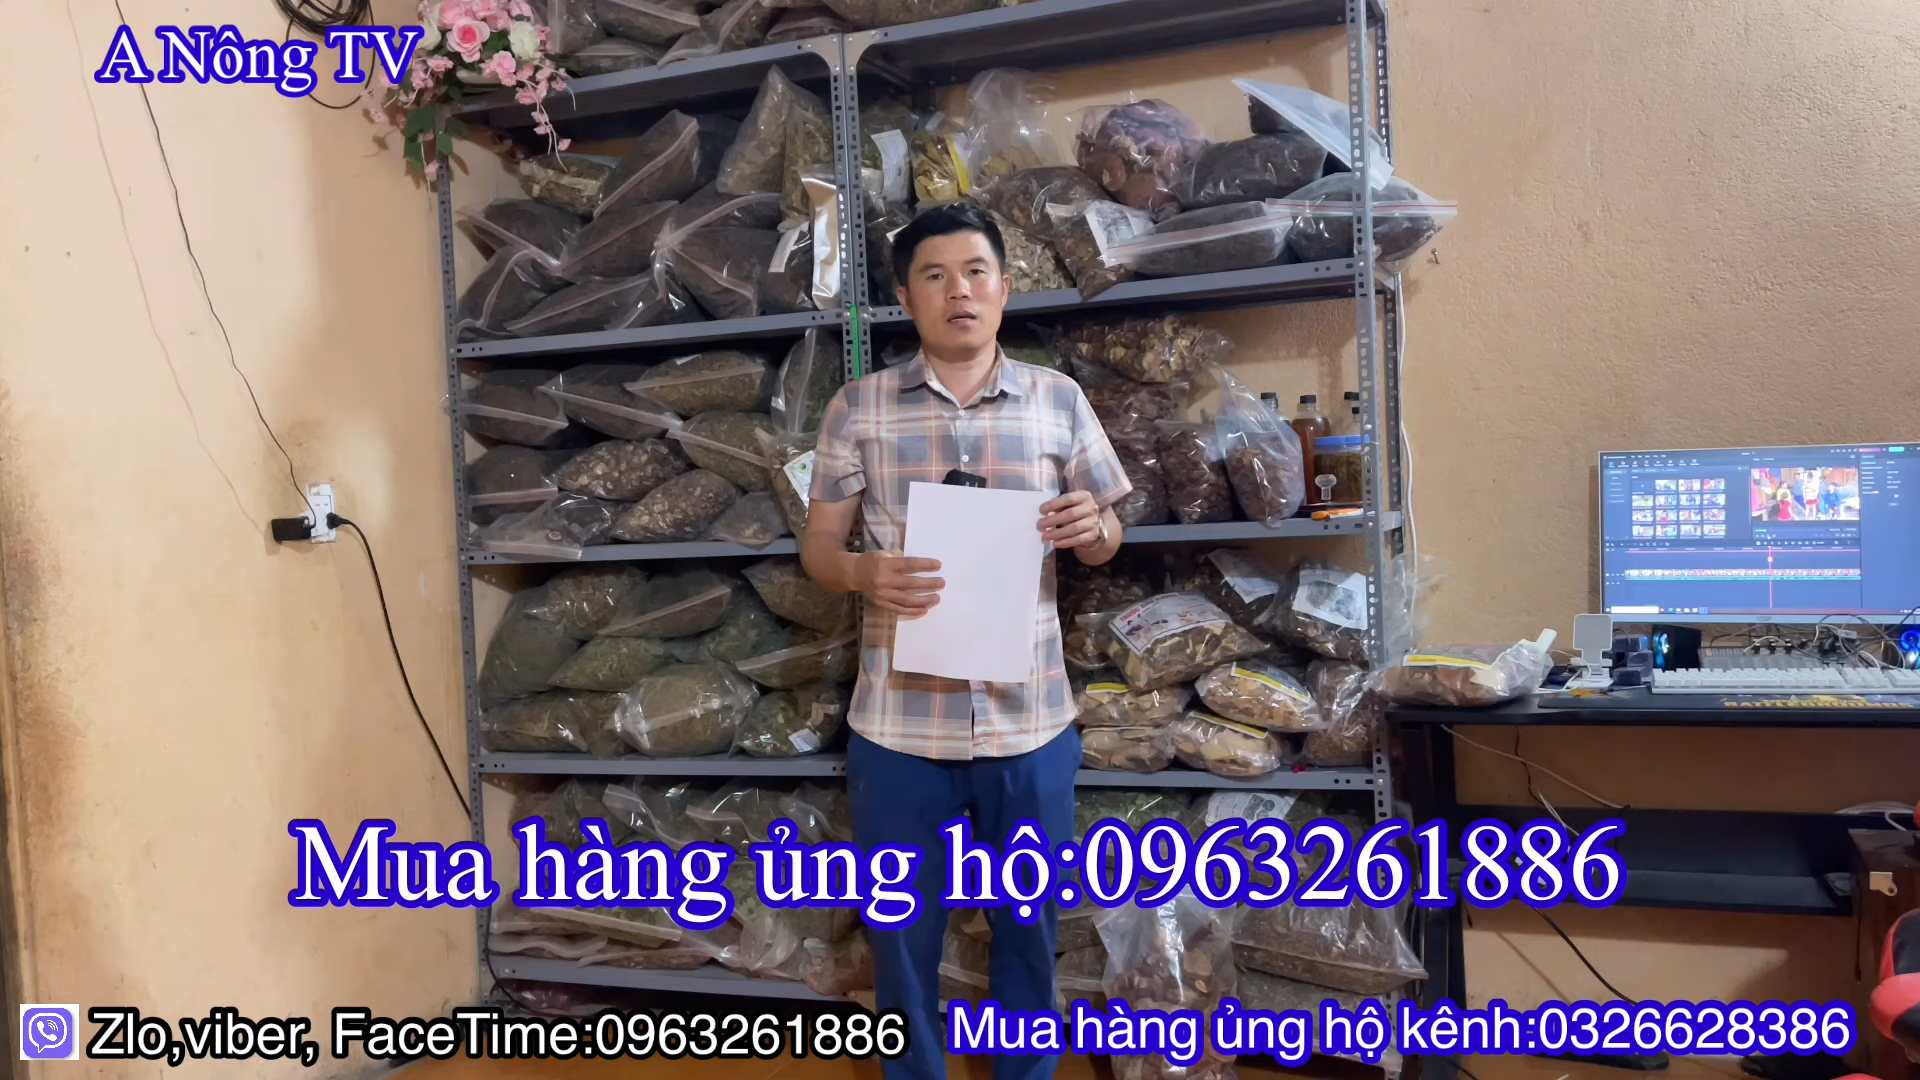 A Nông TV
Mua hàng ủng hộ:0963261886
Zlo,viber, FaceTime:0963261886
Mua hàng ủng hộ kênh:0326628386